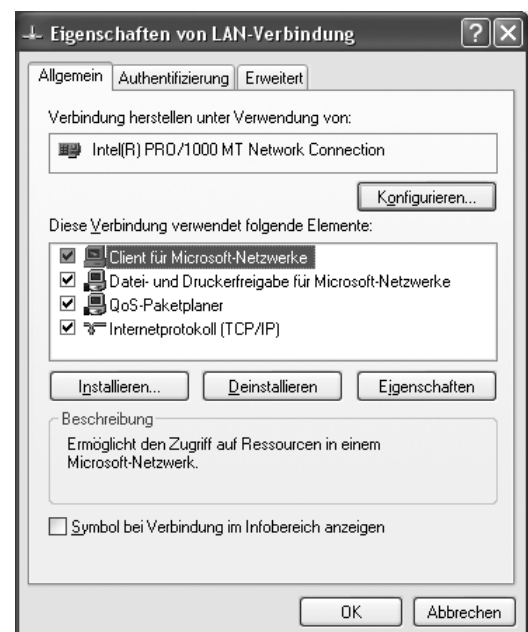 Eigenschaften von LAN-Verbindung
Allgemein Authentifizierung Erweitert
Verbindung herstellen unter Verwendung von:
Intel(R) PRO/1000 MT Network Connection
Konfigurieren...
Diese Verbindung verwendet folgende Elemente:
Client für Microsoft-Netzwerke
Datei- und Druckerfreigabe für Microsoft-Netzwerke
QoS-Paketplaner
Internetprotokoll (TCP/IP)
Installieren... Deinstallieren Eigenschaften
Beschreibung
Ermöglicht den Zugriff auf Ressourcen in einem
Microsoft-Netzwerk.
Symbol bei Verbindung im Infobereich anzeigen
OK Abbrechen